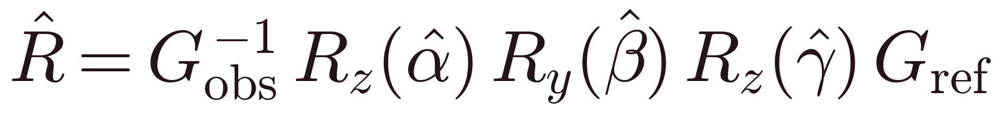 R̂ = G_obs^{-1} R_z(α̂) R_y(β̂) R_z(γ̂) G_ref